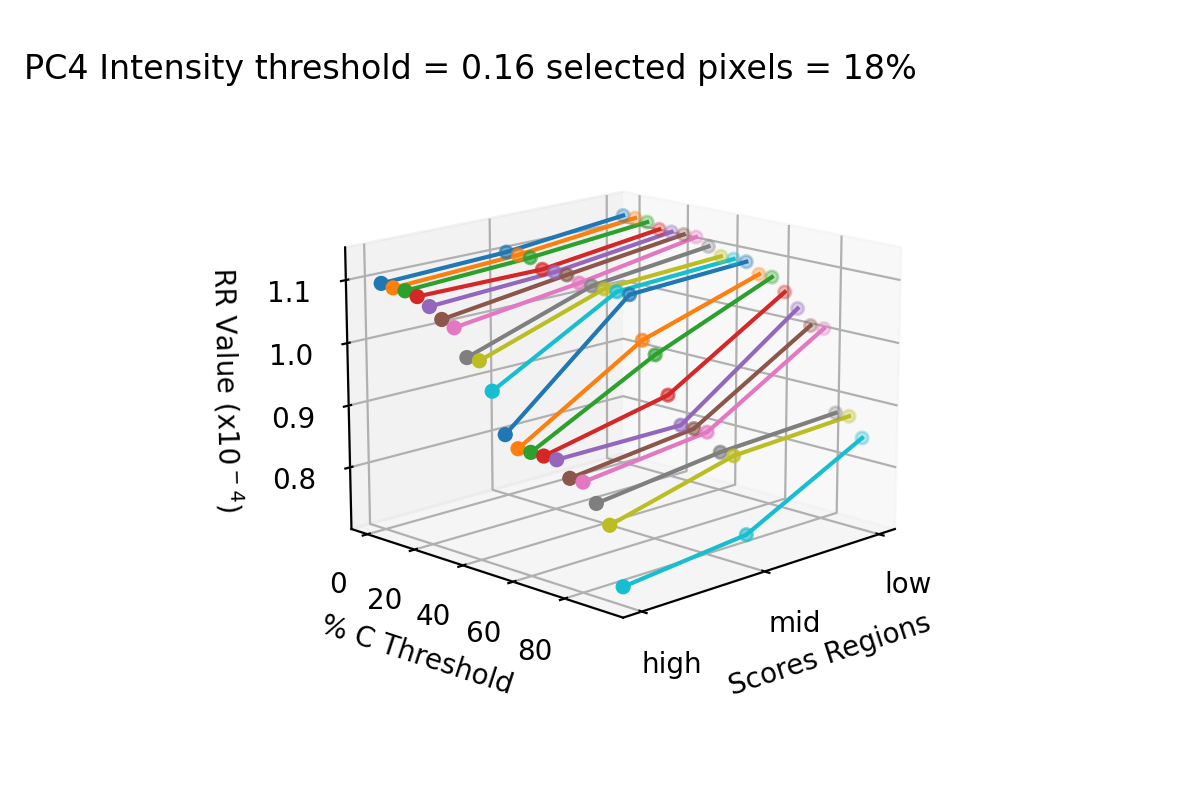 PC4 Intensity threshold = 0.16 selected pixels = 18%
RR Value (x10⁻⁴)
1.1
1.0
0.9
0.8
0
20
40
60
80
% C Threshold
high
mid
low
Scores Regions